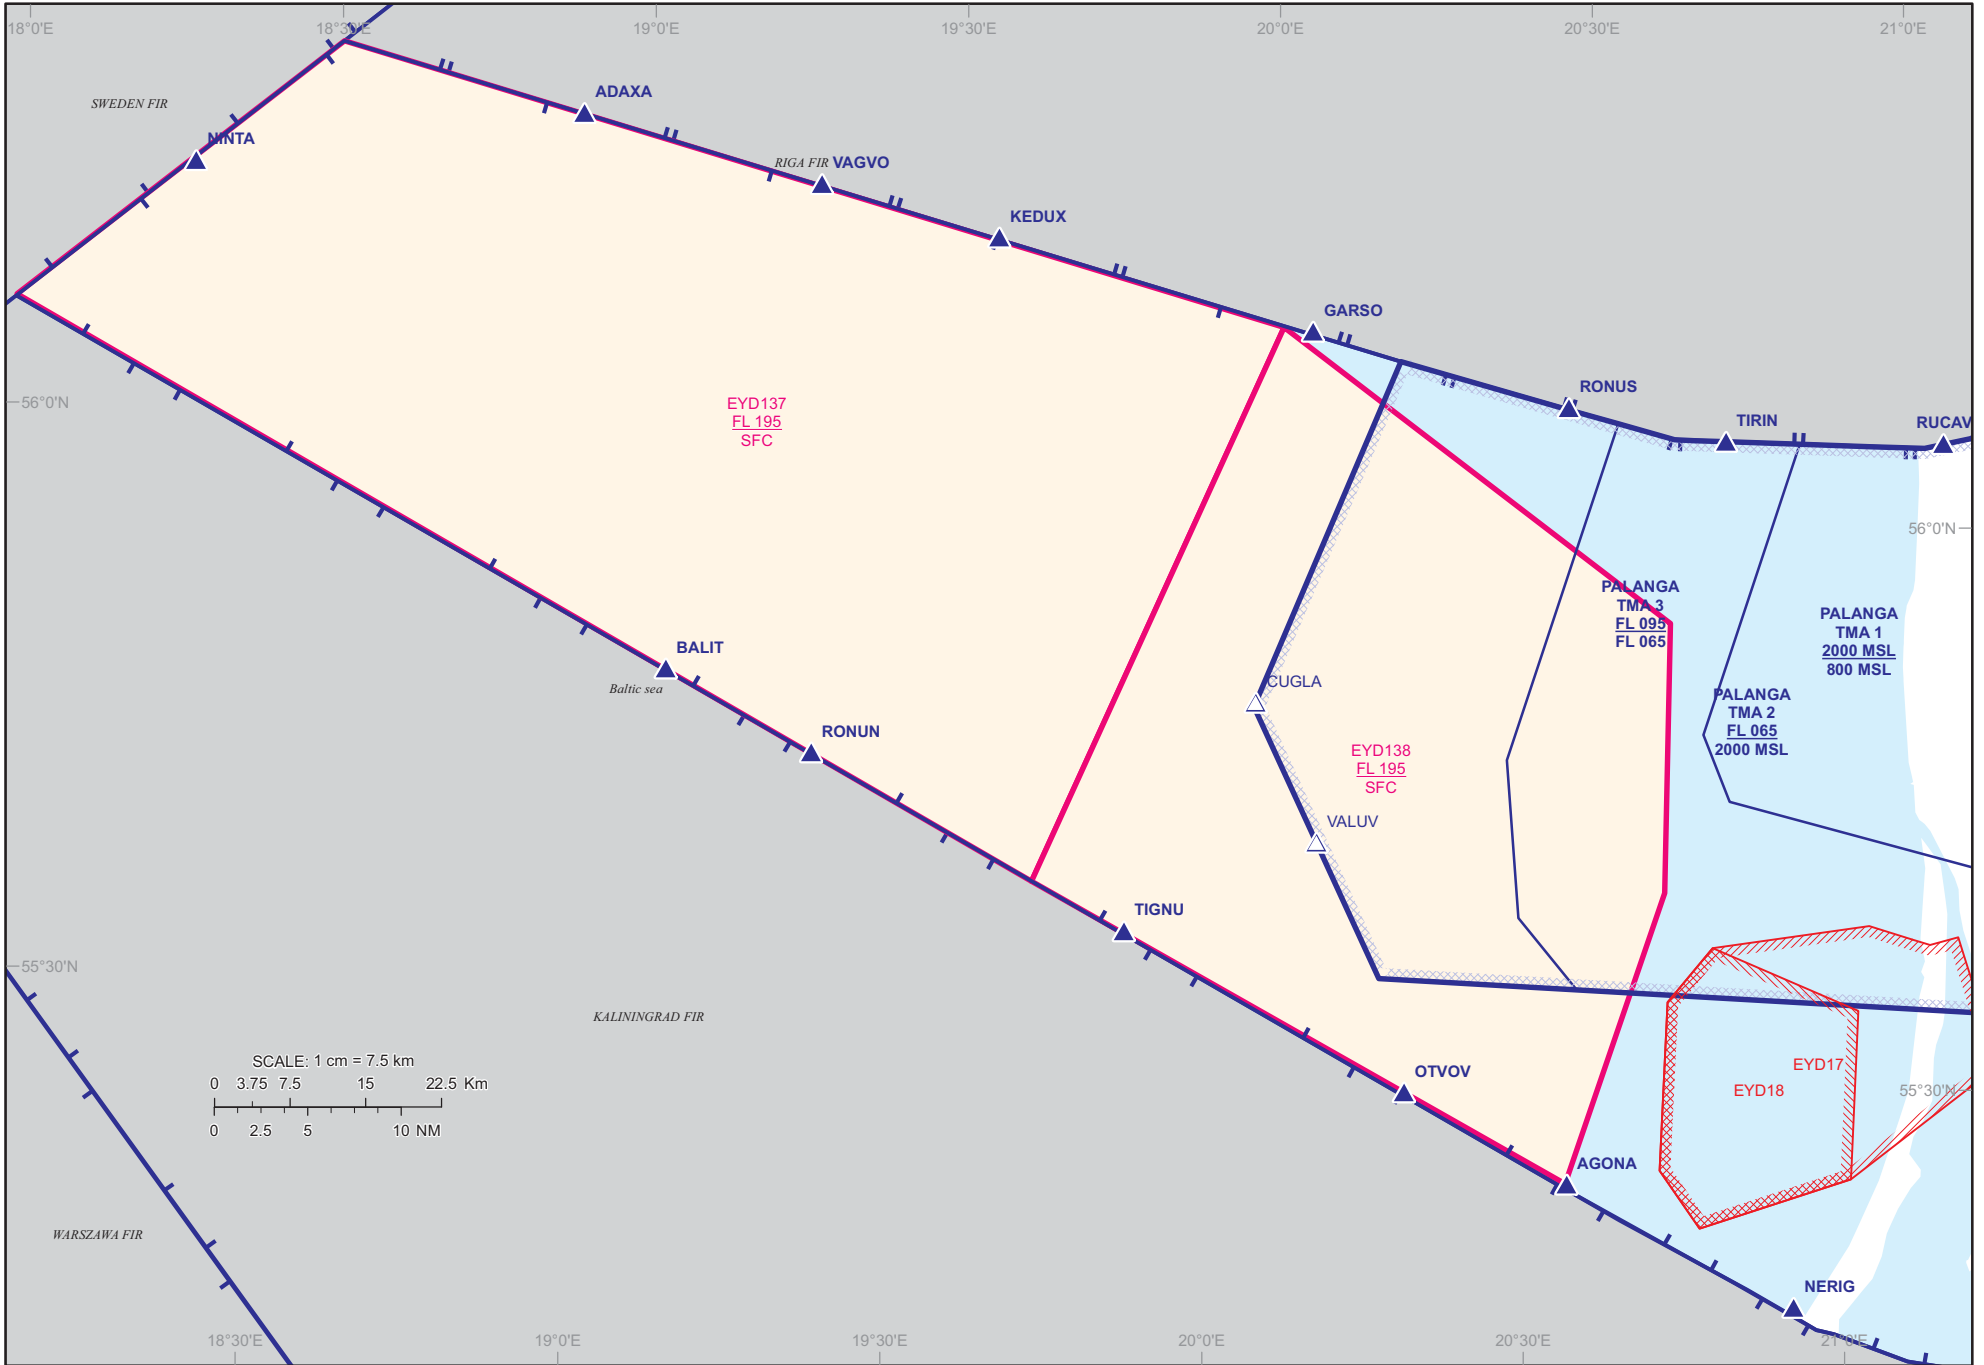 18°0'E
18°30'E
19°0'E
19°30'E
20°0'E
20°30'E
21°0'E
SWEDEN FIR
ADAXA
NINTA
RIGA FIR
VAGVO
KEDUX
GARSO
RONUS
TIRIN
RUCAV
56°0'N
EYD137
FL 195
SFC
56°0'N
PALANGA
TMA 3
FL 095
FL 065
PALANGA
TMA 1
2000 MSL
800 MSL
BALIT
Baltic sea
CUGLA
PALANGA
TMA 2
FL 065
2000 MSL
RONUN
EYD138
FL 195
SFC
VALUV
TIGNU
55°30'N
KALININGRAD FIR
SCALE: 1 cm = 7.5 km
0 3.75 7.5 15 22.5 Km
0 2.5 5 10 NM
OTVOV
EYD17
EYD18
55°30'N
AGONA
WARSZAWA FIR
NERIG
18°30'E
19°0'E
19°30'E
20°0'E
20°30'E
21°0'E